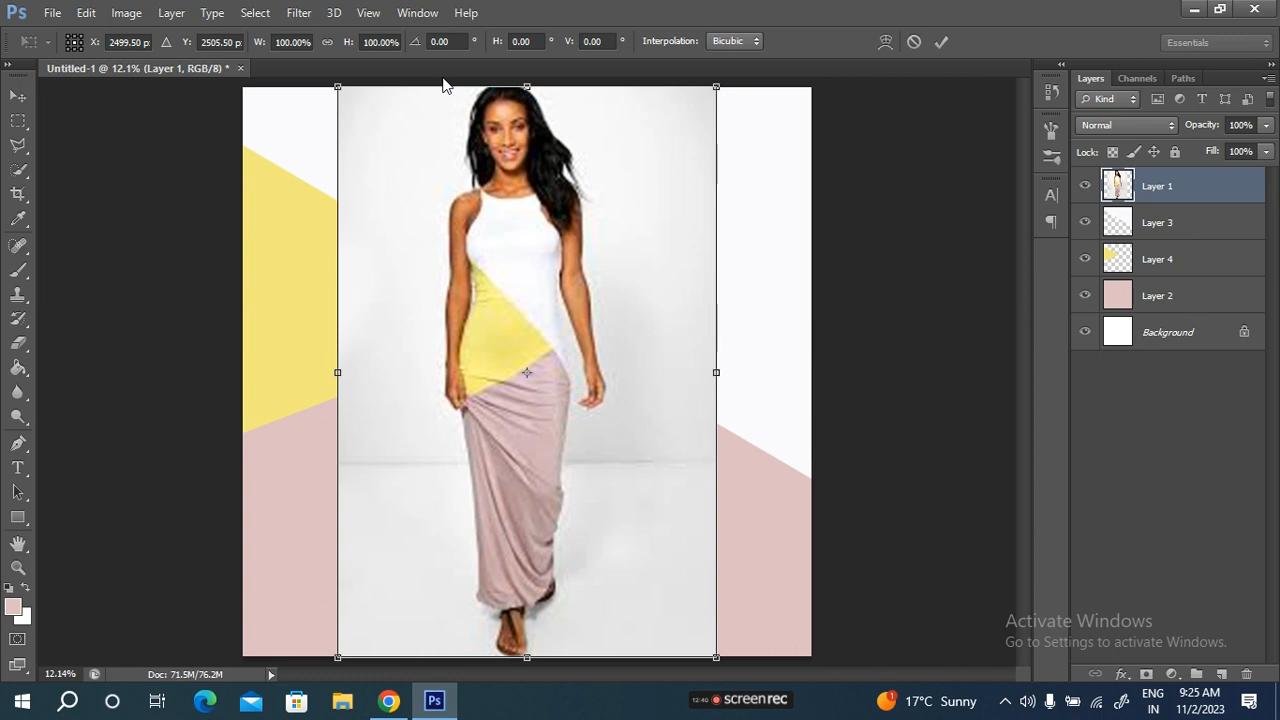 Ps File Edit Image Layer Type Select Filter 3D View Window Help
X: 2499.50 p: Y: 2505.50 p: W: 100.00% H: 100.00% 0.00 ° H: 0.00 ° V: 0.00 ° Interpolation: Bicubic Essentials
Untitled-1 @ 12.1% (Layer 1, RGB/8) * ×
Layers Channels Paths
Kind
Normal Opacity: 100%
Lock: Fill: 100%
Layer 1
Layer 3
Layer 4
Layer 2
Background
Activate Windows
Go to Settings to activate Windows.
12.14% Doc: 71.5M/76.2M
Ps 12:40 screenrec 1 17°C Sunny ENG IN 9:25 AM 11/2/2023